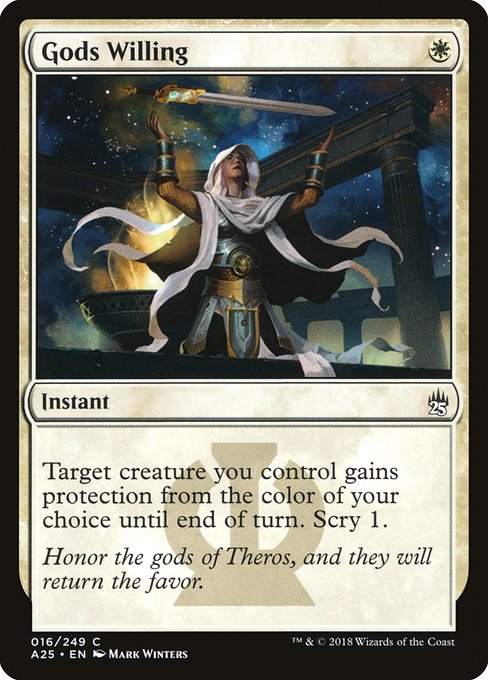 Gods Willing
Instant
25
Target creature you control gains
protection from the color of your
choice until end of turn. Scry 1.
Honor the gods of Theros, and they will
return the favor.
016/249 C
A25 • EN Mark Winters
™ & © 2018 Wizards of the Coast